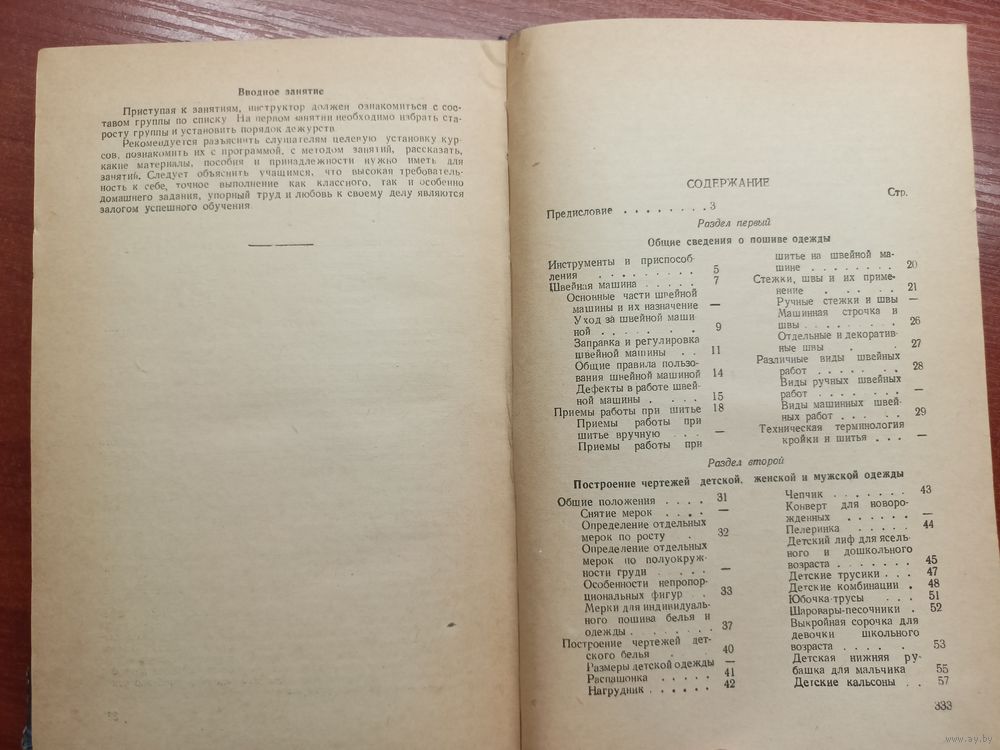 Вводное занятие
Приступая к занятиям, инструктор должен ознакомиться с сос-
тавом группы по списку. На первом занятии необходимо избрать ста-
росту группы и установить порядок дежурств.
Рекомендуется разъяснить слушателям целевую установку кур-
сов, познакомить их с программой, с методом занятий, рассказать,
какие материалы, пособия и принадлежности нужно иметь для
занятий. Следует объяснить учащимся, что высокая требователь-
ность к себе, точное выполнение как классного, так и особенно
домашнего задания, упорный труд и любовь к своему делу являются
залогом успешного обучения.
СОДЕРЖАНИЕ
Стр.
Предисловие . . . . . . . . 3
Раздел первый
Общие сведения о пошиве одежды
Инструменты и приспособ-
ления . . . . . . . . . 5
Швейная машина . . . . . 7
Основные части швейной
машины и их назначение —
Уход за швейной маши-
ной . . . . . . . 9
Заправка и регулировка
швейной машины . . 11
Общие правила пользо-
вания швейной машиной 14
Дефекты в работе швей-
ной машины . . . . 15
Приемы работы при шитье 18
Приемы работы при
шитье вручную . . . —
Приемы работы при
шитье на швейной ма-
шине . . . . . . . . 20
Стежки, швы и их приме-
нение . . . . . 21
Ручные стежки и швы —
Машинная строчка и
швы . . . . . . . . 26
Отдельные и декоратив-
ные швы . . 27
Различные виды швейных
работ . . . . . . . 28
Виды ручных швейных
работ . . . . . . . —
Виды машинных швей-
ных работ . . . . . 29
Техническая терминология
кройки и шитья . . . —
Раздел второй
Построение чертежей детской, женской и мужской одежды
Общие положения . . . . 31
Снятие мерок . . . . —
Определение отдельных
мерок по росту . 32
Определение отдельных
мерок по полуокруж-
ности груди . . . . . —
Особенности непропор-
циональных фигур . . 33
Мерки для индивидуаль-
ного пошива белья и
одежды . . . . . . . 37
Построение чертежей дет-
ского белья . . 40
Размеры детской одежды —
Распашонка . . . . . 41
Нагрудник . . . . . . 42
Чепчик . . . . . . . 43
Конверт для новоро-
жденных . . . . . . —
Пелеринка . . . . . 44
Детский лиф для ясель-
ного и дошкольного
возраста . . . . . . . 45
Детские трусики . . . 47
Детские комбинации . 48
Юбочка-трусы . . . 51
Шаровары-песочники . 52
Выкройная сорочка для
девочки школьного
возраста . . . . . 53
Детская нижняя ру-
башка для мальчика 55
Детские кальсоны . . 57
333
www.ay.by